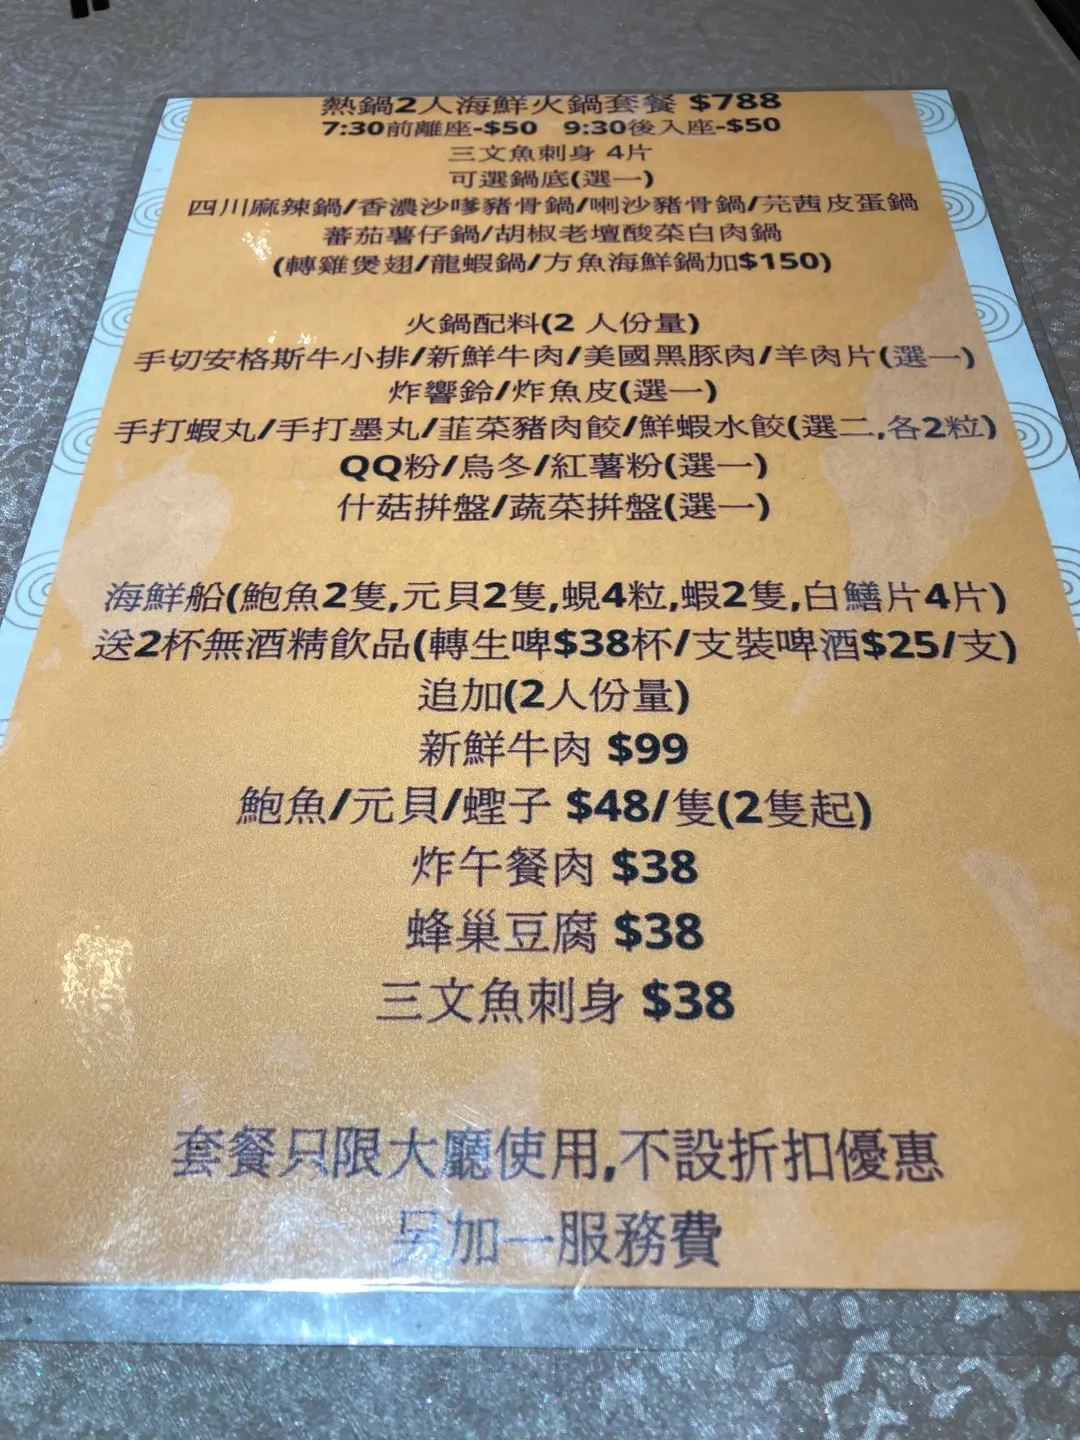 熱鍋2人海鮮火鍋套餐 $788
7:30前離座-$50 9:30後入座-$50
三文魚刺身 4片
可選鍋底(選一)
四川麻辣鍋/香濃沙嗲豬骨鍋/喇沙豬骨鍋/芫茜皮蛋鍋
蕃茄薯仔鍋/胡椒老壇酸菜白肉鍋
(轉雞煲翅/龍蝦鍋/方魚海鮮鍋加$150)
火鍋配料(2 人份量)
手切安格斯牛小排/新鮮牛肉/美國黑豚肉/羊肉片(選一)
炸響鈴/炸魚皮(選一)
手打蝦丸/手打墨丸/韮菜豬肉餃/鮮蝦水餃(選二,各2粒)
QQ粉/烏冬/紅薯粉(選一)
什菇拼盤/蔬菜拼盤(選一)
海鮮船(鮑魚2隻,元貝2隻,蜆4粒,蝦2隻,白鱔片4片)
送2杯無酒精飲品(轉生啤$38杯/支裝啤酒$25/支)
追加(2人份量)
新鮮牛肉 $99
鮑魚/元貝/蟶子 $48/隻(2隻起)
炸午餐肉 $38
蜂巢豆腐 $38
三文魚刺身 $38
套餐只限大廳使用,不設折扣優惠
另加一服務費